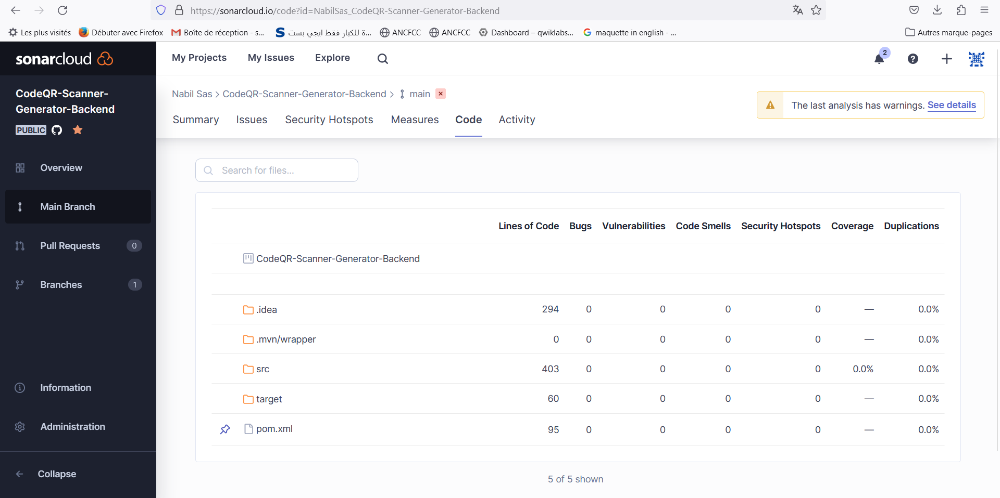 https://sonarcloud.io/code?id=NabilSas_CodeQR-Scanner-Generator-Backend
Les plus visités
Débuter avec Firefox
Boîte de réception - s...
ة للكبار فقط ايجي بست...
ANCFCC
ANCFCC
Dashboard – qwiklabs...
maquette in english - ...
Autres marque-pages
sonarcloud
My Projects
My Issues
Explore
2
CodeQR-Scanner-
Generator-Backend
PUBLIC
Nabil Sas > CodeQR-Scanner-Generator-Backend > main
The last analysis has warnings. See details
Summary
Issues
Security Hotspots
Measures
Code
Activity
Overview
Main Branch
Pull Requests 0
Branches 1
Information
Administration
Collapse
Search for files...
Lines of Code Bugs Vulnerabilities Code Smells Security Hotspots Coverage Duplications
CodeQR-Scanner-Generator-Backend
.idea 294 0 0 0 0 — 0.0%
.mvn/wrapper 0 0 0 0 0 — 0.0%
src 403 0 0 0 0 0.0% 0.0%
target 60 0 0 0 0 — 0.0%
pom.xml 95 0 0 0 0 — 0.0%
5 of 5 shown